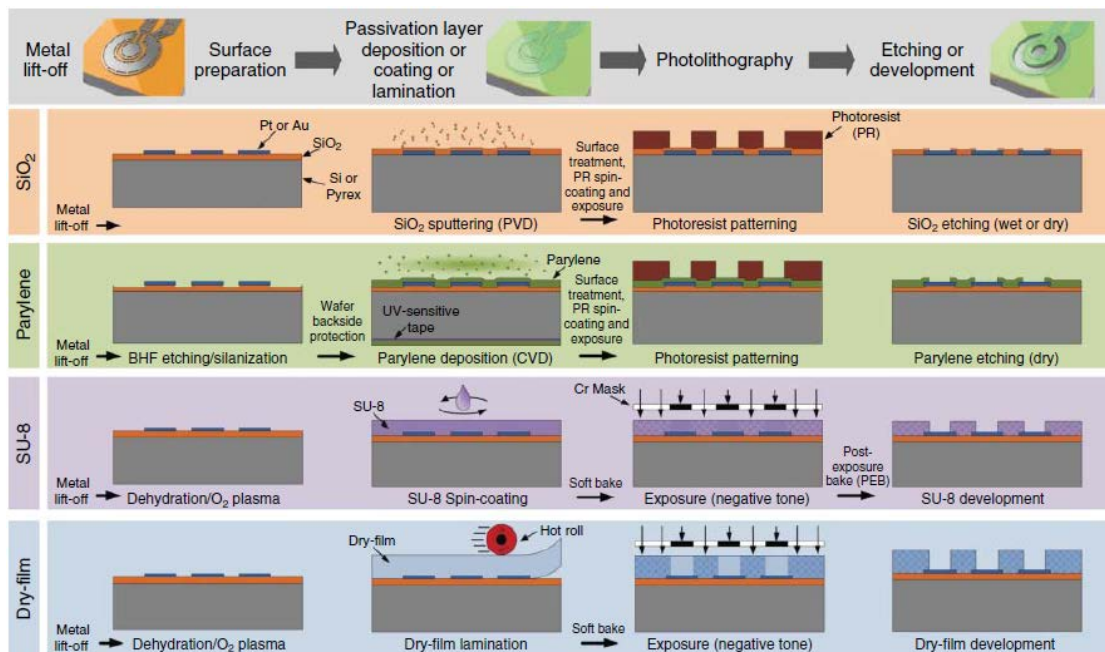 Metal
lift-off
Surface
preparation
Passivation layer
deposition or
coating or
lamination
Photolithography
Etching or
development
SiO₂
Pt or Au
SiO₂
Si or
Pyrex
Metal
lift-off
SiO₂ sputtering (PVD)
Surface
treatment,
PR spin-
coating and
exposure
Photoresist
(PR)
Photoresist patterning
SiO₂ etching (wet or dry)
Parylene
Metal
lift-off
BHF etching/silanization
Wafer
backside
protection
Parylene
UV-sensitive
tape
Parylene deposition (CVD)
Surface
treatment,
PR spin-
coating and
exposure
Photoresist patterning
Parylene etching (dry)
SU-8
Metal
lift-off
Dehydration/O₂ plasma
SU-8
SU-8 Spin-coating
Soft bake
Cr Mask
Exposure (negative tone)
Post-
exposure
bake (PEB)
SU-8 development
Dry-film
Metal
lift-off
Dehydration/O₂ plasma
Dry-film
Hot roll
Dry-film lamination
Soft bake
Exposure (negative tone)
Dry-film development